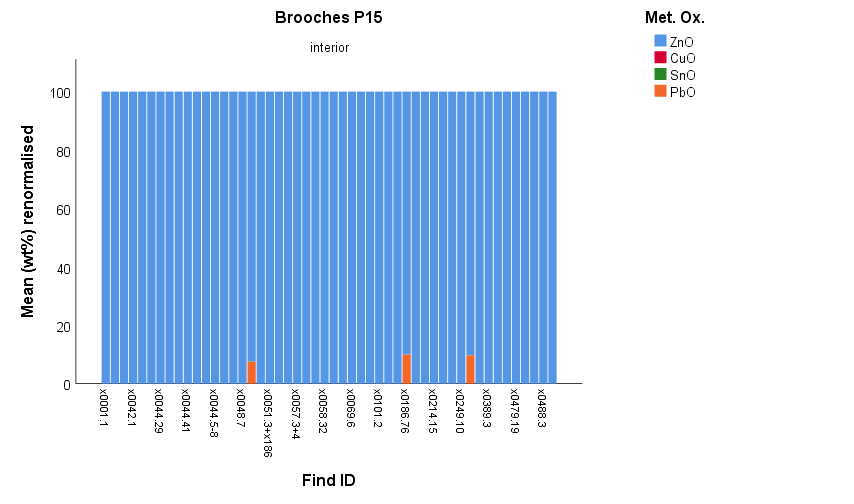 Brooches P15
interior
Met. Ox.
ZnO
CuO
SnO
PbO
Mean (wt%) renormalised
100
80
60
40
20
0
x0001.1
x0042.1
x0044.29
x0044.41
x0044.5-8
x0048.7
x0051.3+x186
x0057.3+4
x0058.32
x0069.6
x0101.2
x0186.76
x0214.15
x0249.10
x0389.3
x0479.19
x0488.3
Find ID